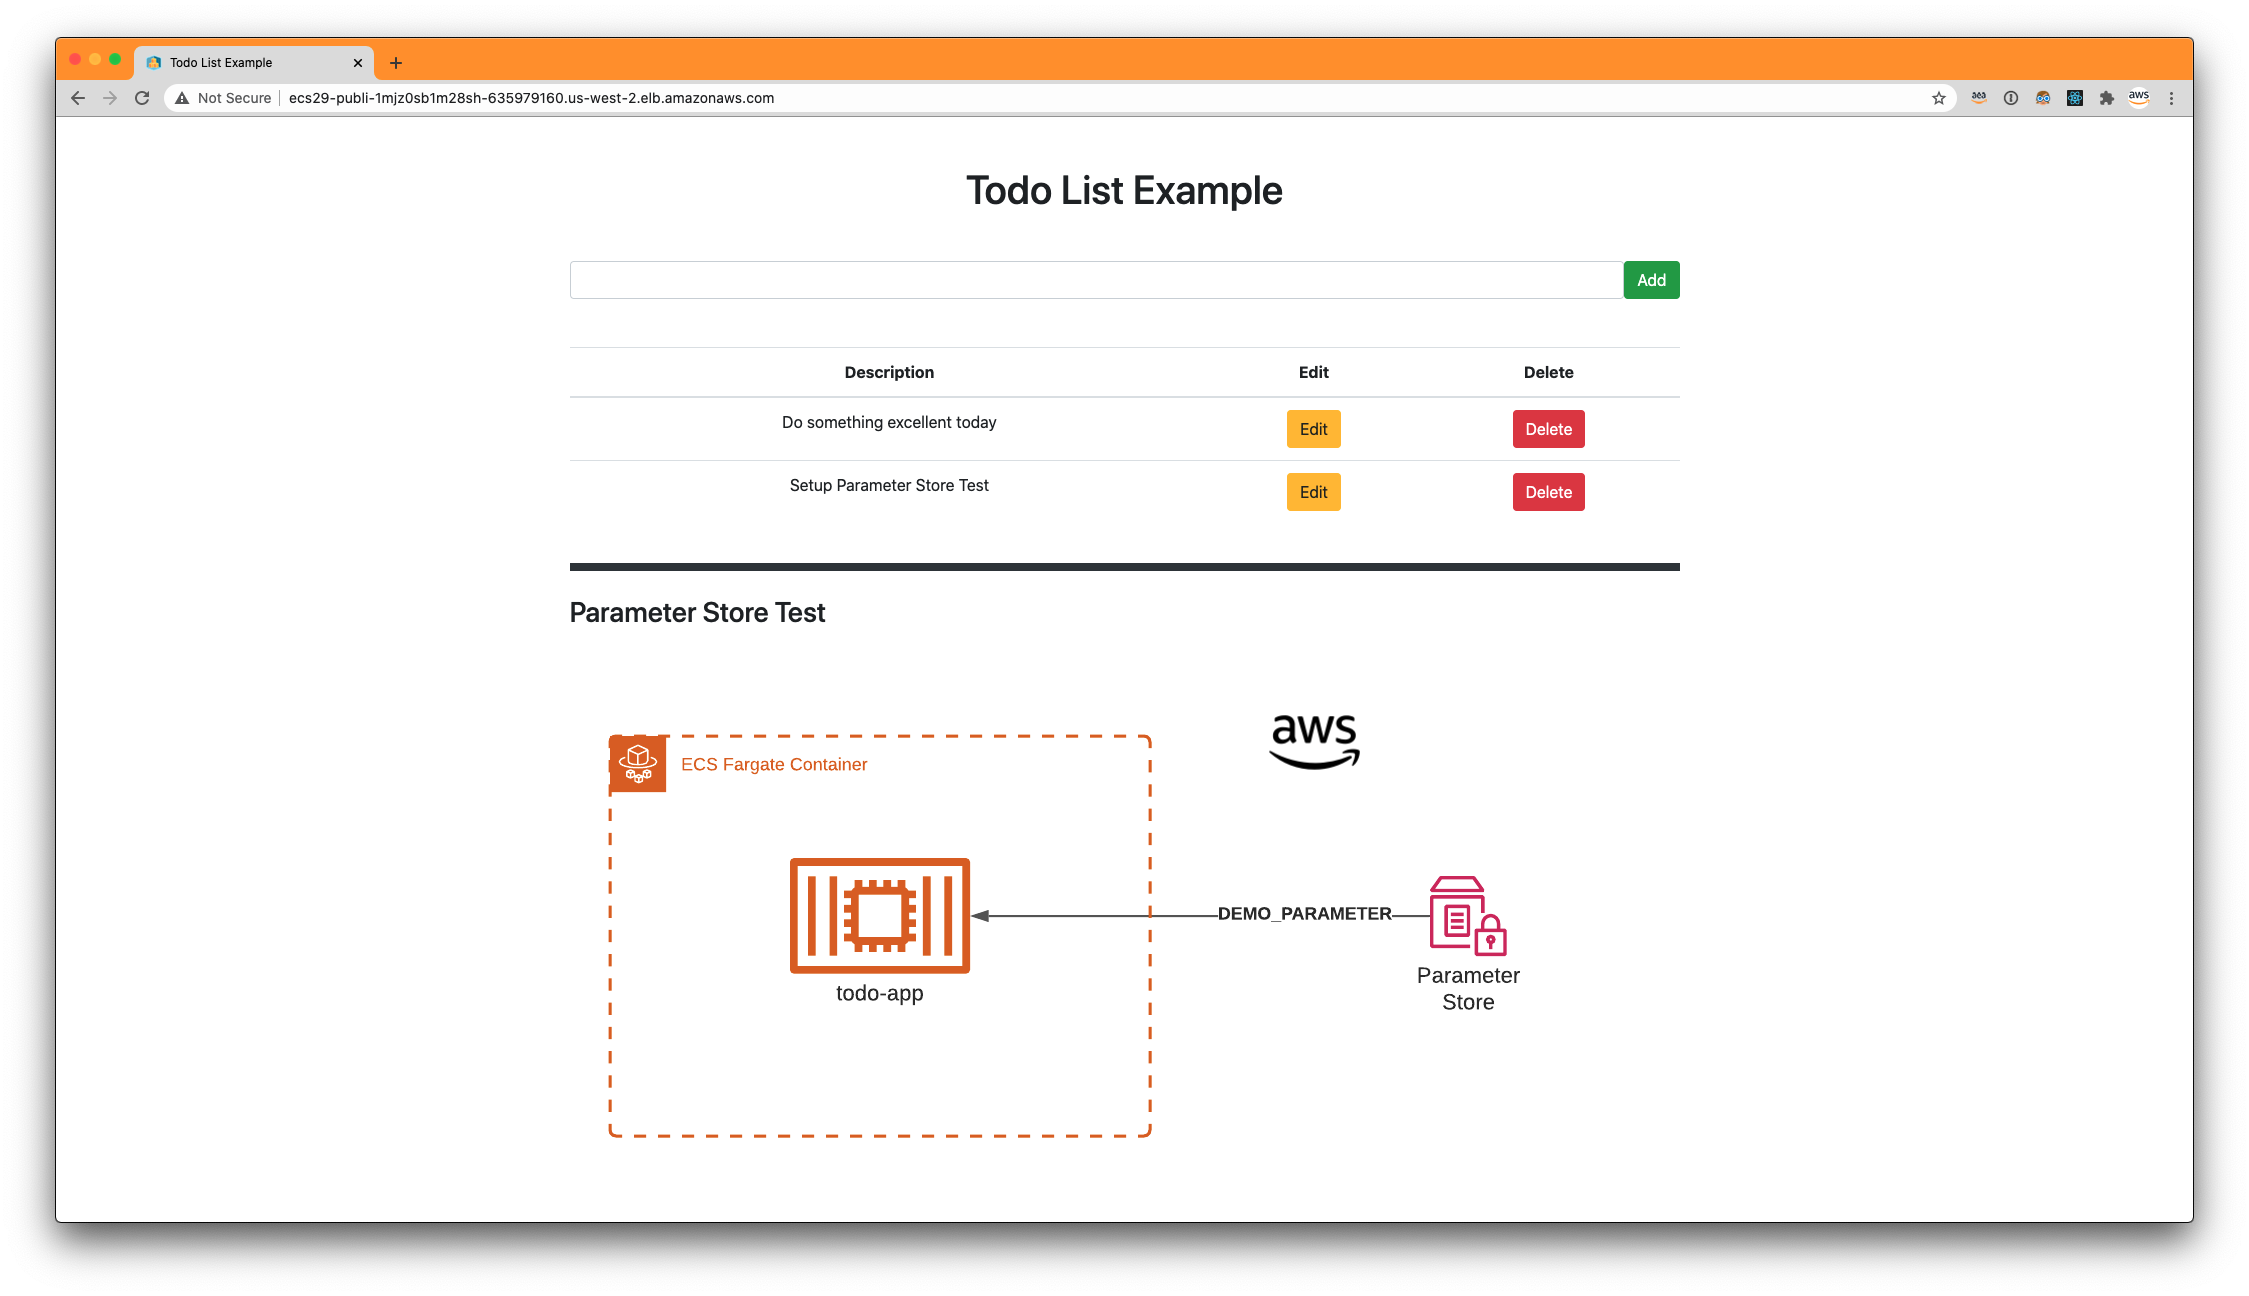 Todo List Example
Not Secure
ecs29-publi-1mjz0sb1m28sh-635979160.us-west-2.elb.amazonaws.com
aws
Todo List Example
Add
Description Edit Delete
Do something excellent today Edit Delete
Setup Parameter Store Test Edit Delete
Parameter Store Test
aws
ECS Fargate Container
DEMO_PARAMETER
todo-app
Parameter
Store